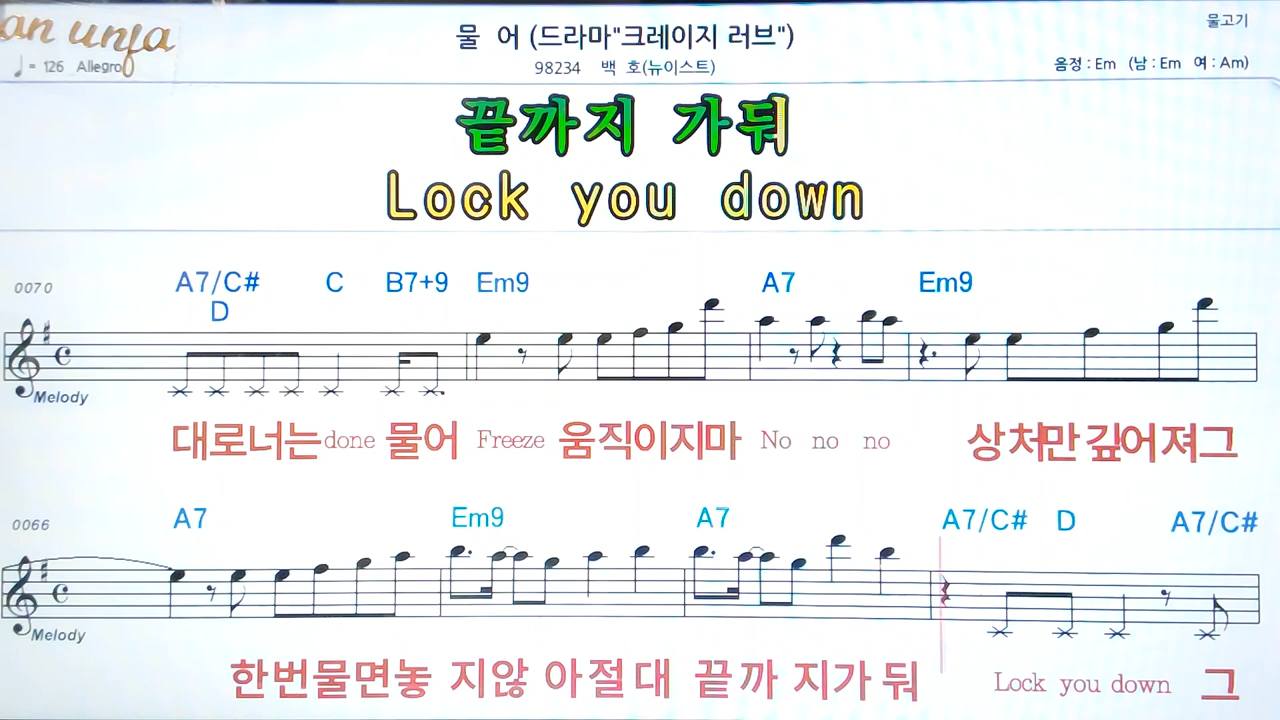 an unfa
물 어 (드라마"크레이지 러브")
물고기
♩= 126 Allegro
98234 백 호(뉴이스트)
음정 : Em (남 : Em 여 : Am)
끝까지 가둬
Lock you down
0070 A7/C# C B7+9 Em9 A7 Em9
D
Melody
대로너는done 물어 Freeze 움직이지마 No no no 상처만 깊어져그
0066 A7 Em9 A7 A7/C# D A7/C#
Melody
한번물면놓 지않 아절대 끝까 지가 둬 Lock you down 그